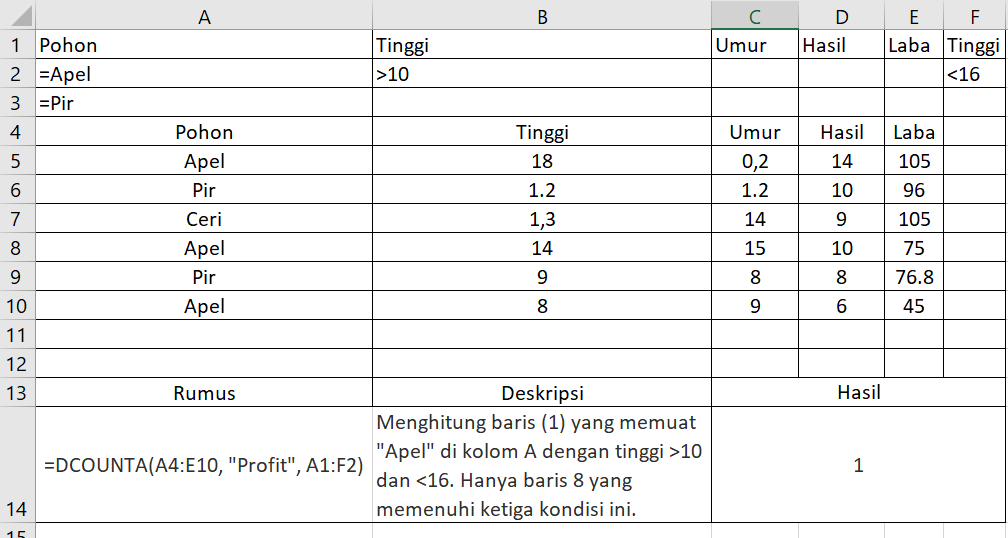 A B C D E F
1 Pohon Tinggi Umur Hasil Laba Tinggi
2 =Apel >10 <16
3 =Pir
4 Pohon Tinggi Umur Hasil Laba
5 Apel 18 0,2 14 105
6 Pir 1.2 1.2 10 96
7 Ceri 1,3 14 9 105
8 Apel 14 15 10 75
9 Pir 9 8 8 76.8
10 Apel 8 9 6 45
11
12
13 Rumus Deskripsi Hasil
Menghitung baris (1) yang memuat
"Apel" di kolom A dengan tinggi >10
=DCOUNTA(A4:E10, "Profit", A1:F2) 1
dan <16. Hanya baris 8 yang
14 memenuhi ketiga kondisi ini.
15